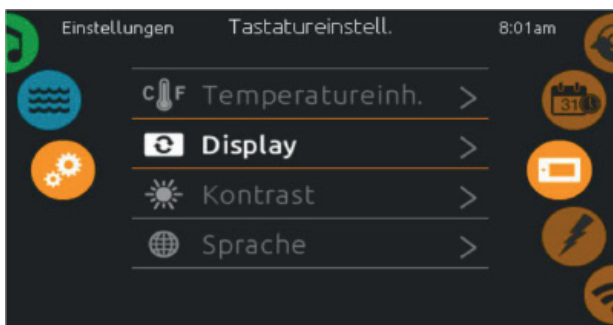 Einstellungen Tastatureinstell. 8:01am
C F Temperatureinh.
Display
Kontrast
Sprache
31